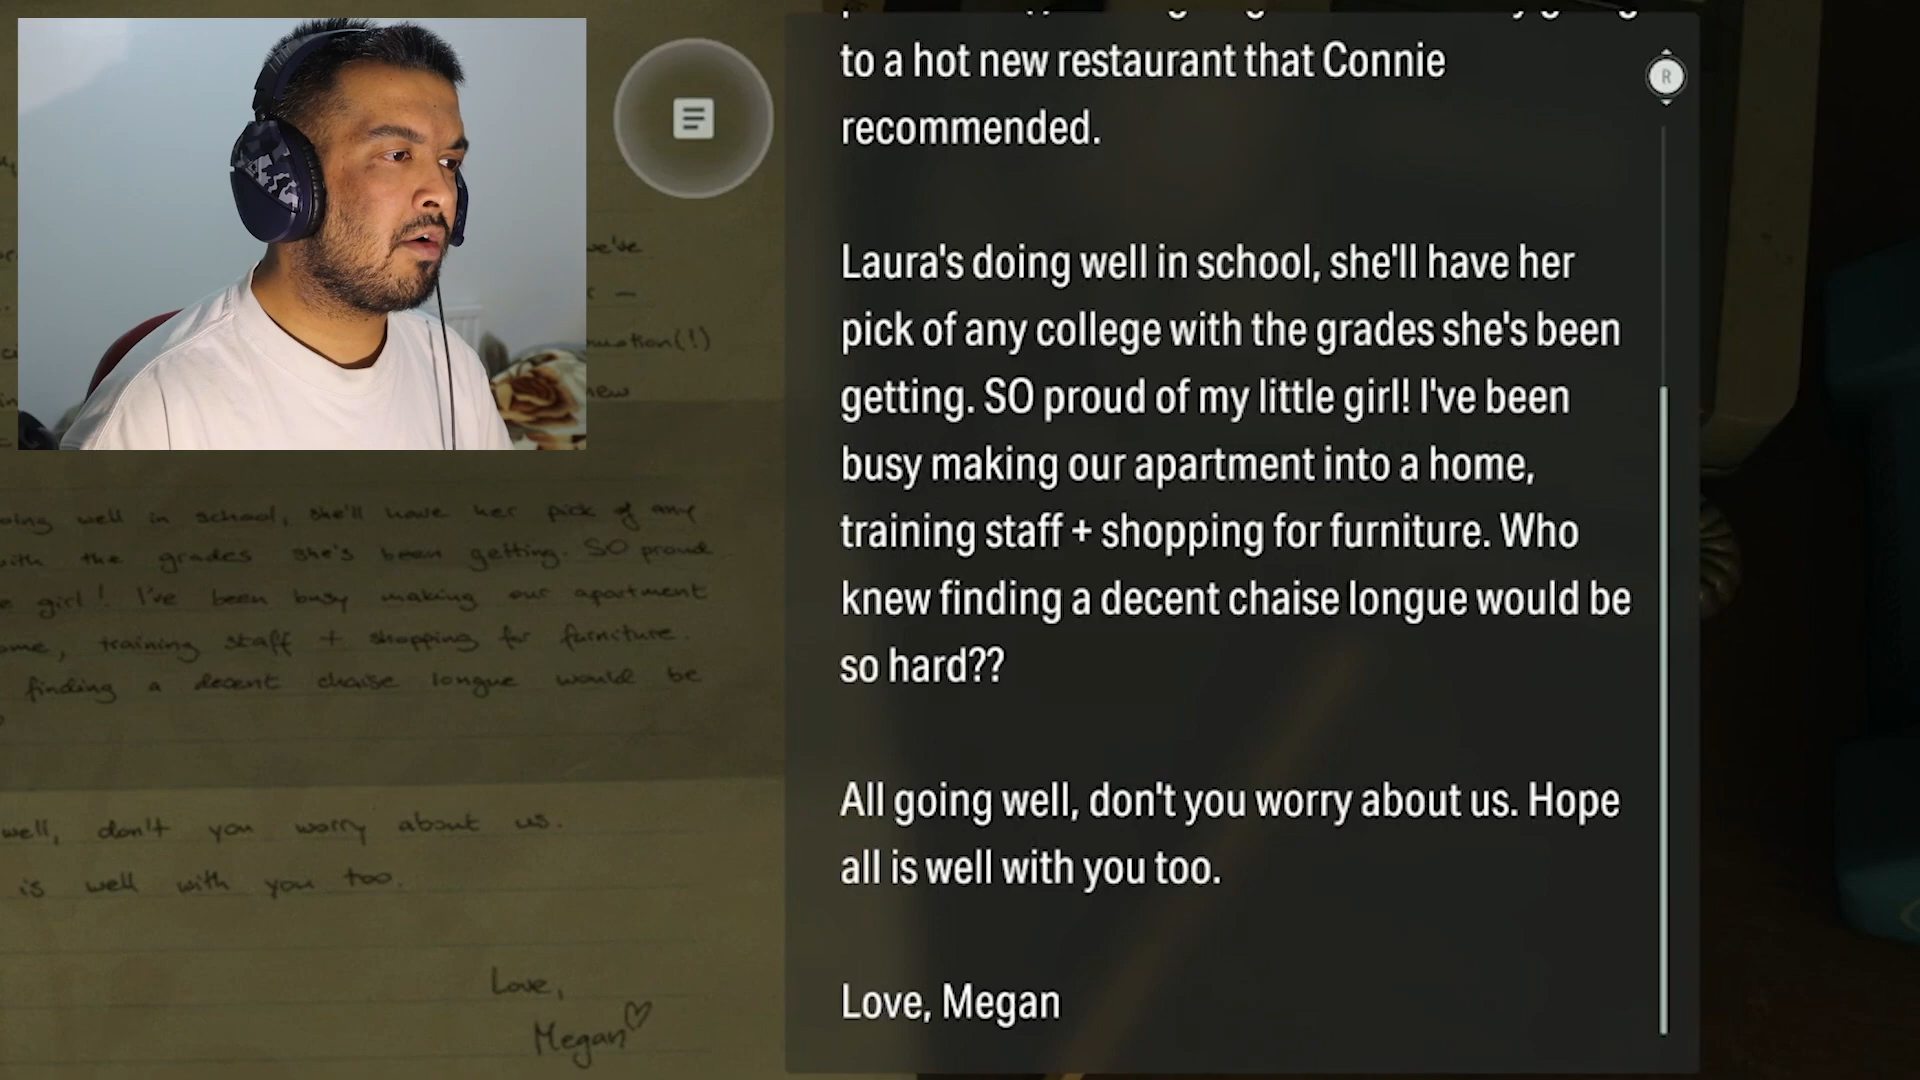 to a hot new restaurant that Connie
recommended.
R
Laura's doing well in school, she'll have her
pick of any college with the grades she's been
getting. SO proud of my little girl! I've been
busy making our apartment into a home,
training staff + shopping for furniture. Who
knew finding a decent chaise longue would be
so hard??
All going well, don't you worry about us. Hope
all is well with you too.
Love, Megan
we've
(!)
new
well in school, she'll have her pick of any
with the grades she's been getting. SO proud
girl! I've been busy making our apartment
training staff + shopping for furniture.
finding a decent chaise longue would be
well, don't you worry about us.
is well with you too.
Love,
Megan